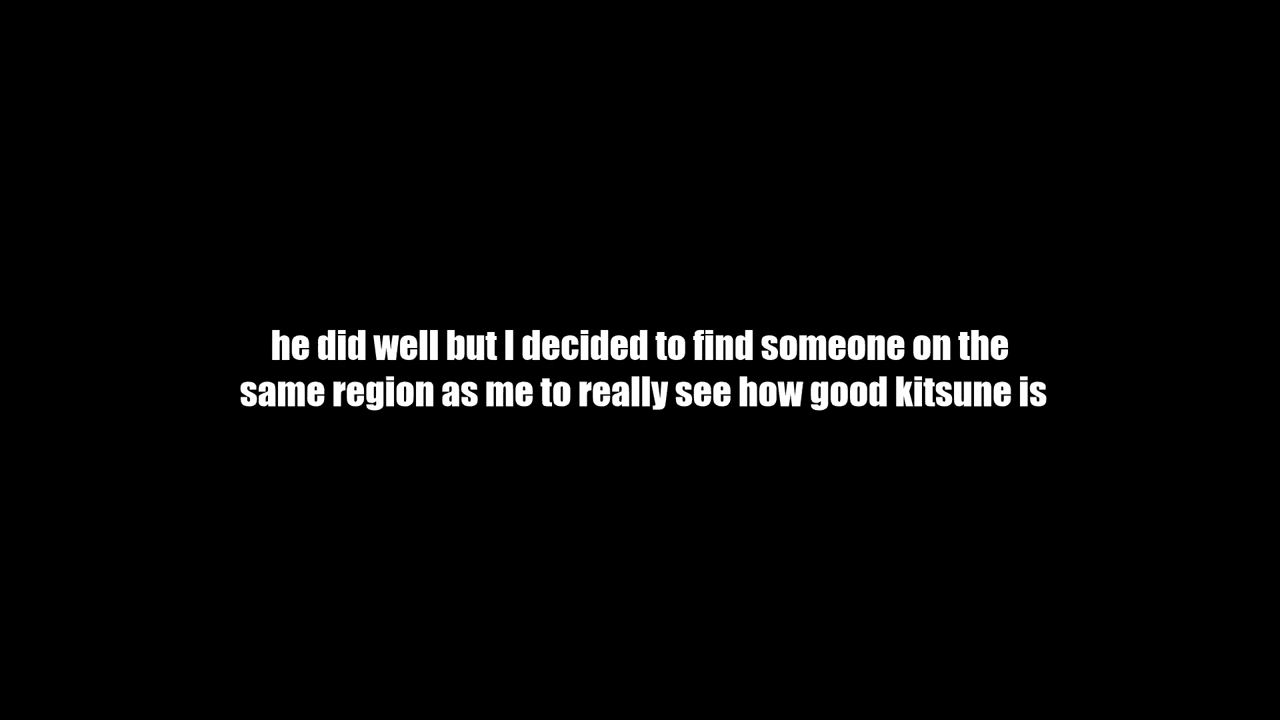 he did well but I decided to find someone on the
same region as me to really see how good kitsune is